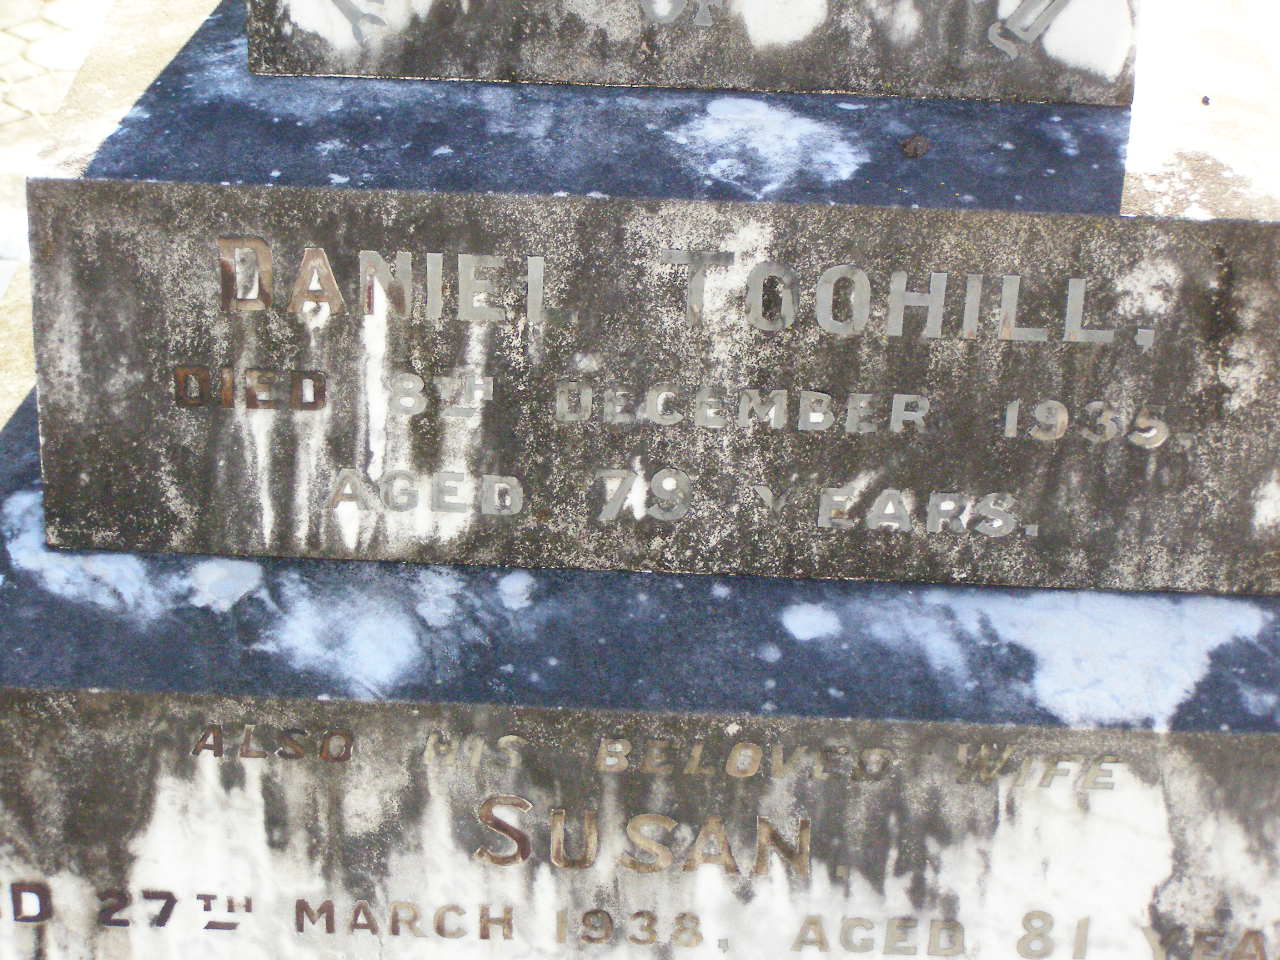 OF
DANIEL TOOHILL.
DIED 8TH DECEMBER 1935.
AGED 79 YEARS.
ALSO HIS BELOVED WIFE
SUSAN.
27TH MARCH 1938, AGED 81